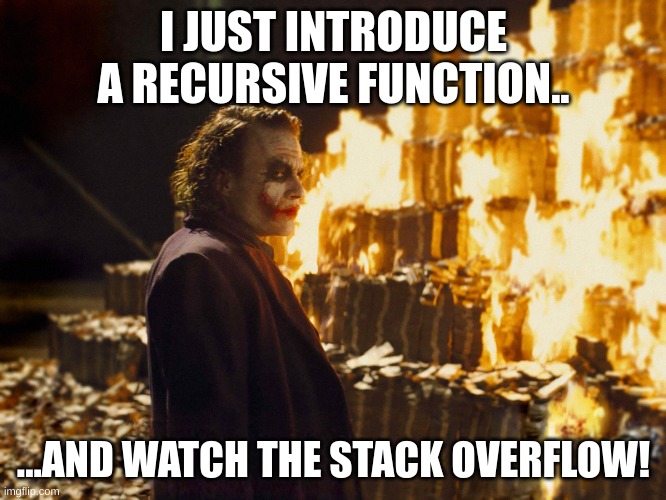 I JUST INTRODUCE
A RECURSIVE FUNCTION..
...AND WATCH THE STACK OVERFLOW!
imgflip.com